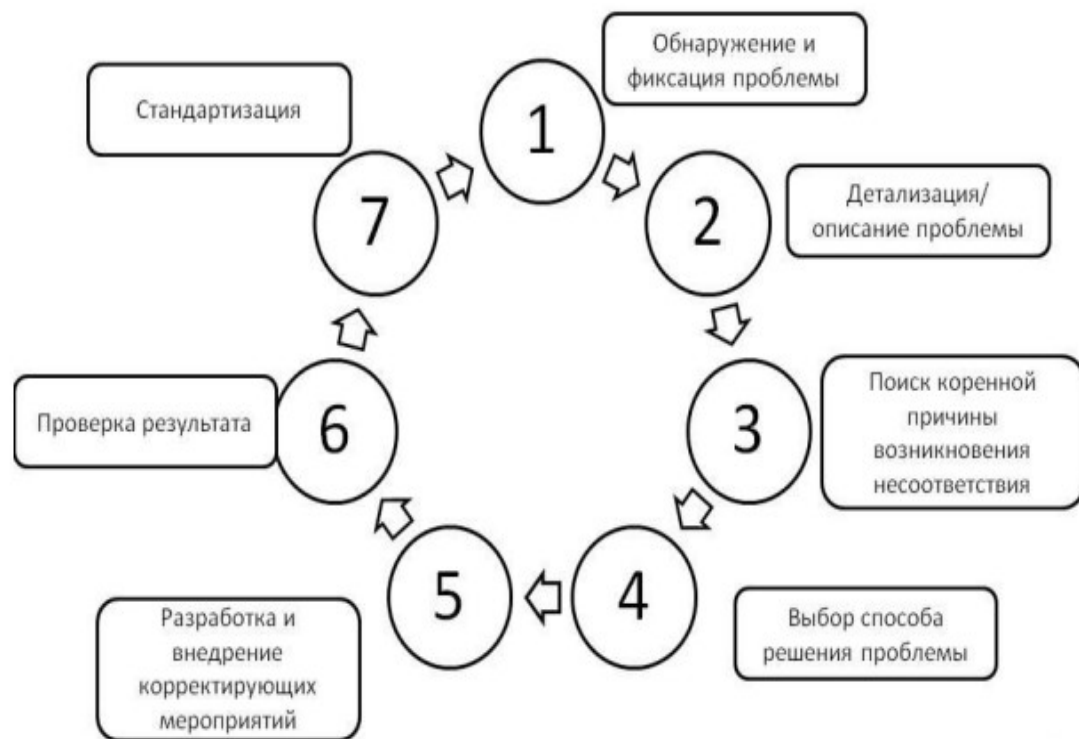 1
Обнаружение и
фиксация проблемы
2
Детализация/
описание проблемы
3
Поиск коренной
причины
возникновения
несоответствия
4
Выбор способа
решения проблемы
5
Разработка и
внедрение
корректирующих
мероприятий
6
Проверка результата
7
Стандартизация